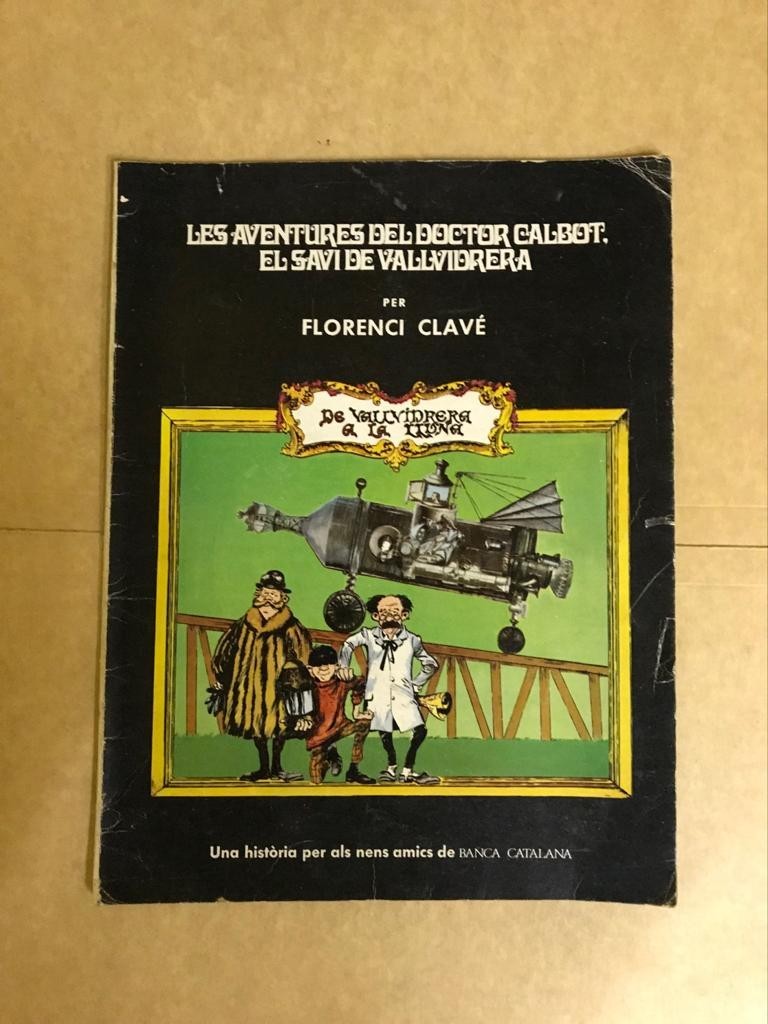 LES AVENTURES DEL DOCTOR CALBOT,
EL SAVI DE VALLVIDRERA
PER
FLORENCI CLAVÉ
DE VALLVIDRERA
A LA LLUNA
Una història per als nens amics de BANCA CATALANA